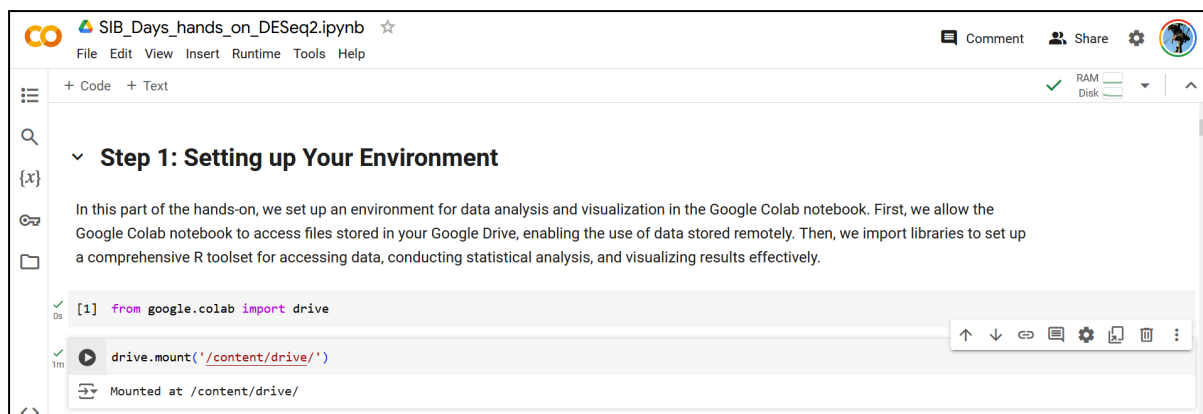 SIB_Days_hands_on_DESeq2.ipynb
File Edit View Insert Runtime Tools Help
Comment Share
+ Code + Text
RAM
Disk
Step 1: Setting up Your Environment
{x}
In this part of the hands-on, we set up an environment for data analysis and visualization in the Google Colab notebook. First, we allow the
Google Colab notebook to access files stored in your Google Drive, enabling the use of data stored remotely. Then, we import libraries to set up
a comprehensive R toolset for accessing data, conducting statistical analysis, and visualizing results effectively.
0s [1] from google.colab import drive
1m drive.mount('/content/drive/')
Mounted at /content/drive/